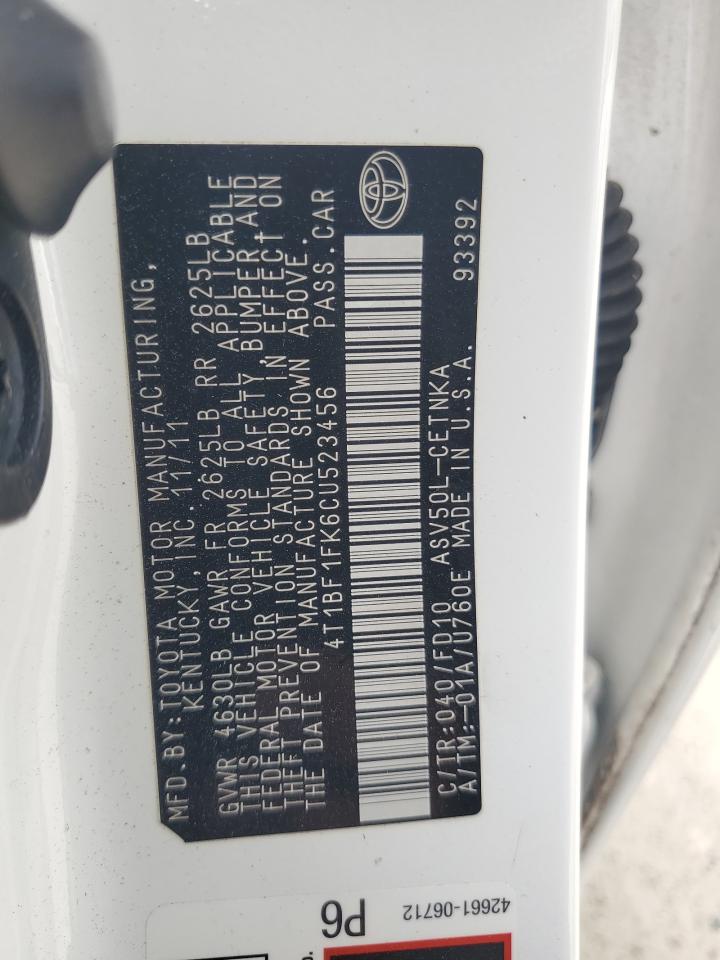 MFD.BY:TOYOTA MOTOR MANUFACTURING,
KENTUCKY,INC. 11/11
GVWR 4630LB GAWR FR 2625LB RR 2625LB
THIS VEHICLE CONFORMS TO ALL APPLICABLE
FEDERAL MOTOR VEHICLE SAFETY,BUMPER,AND
THEFT PREVENTION STANDARDS IN EFFECT ON
THE DATE OF MANUFACTURE SHOWN ABOVE.
4T1BF1FK6CU523456 PASS.CAR
C/TR:040/FD10 ASV50L-CETNKA
A/TM:-01A/U760E MADE IN U.S.A. 93392
42661-06712
P6